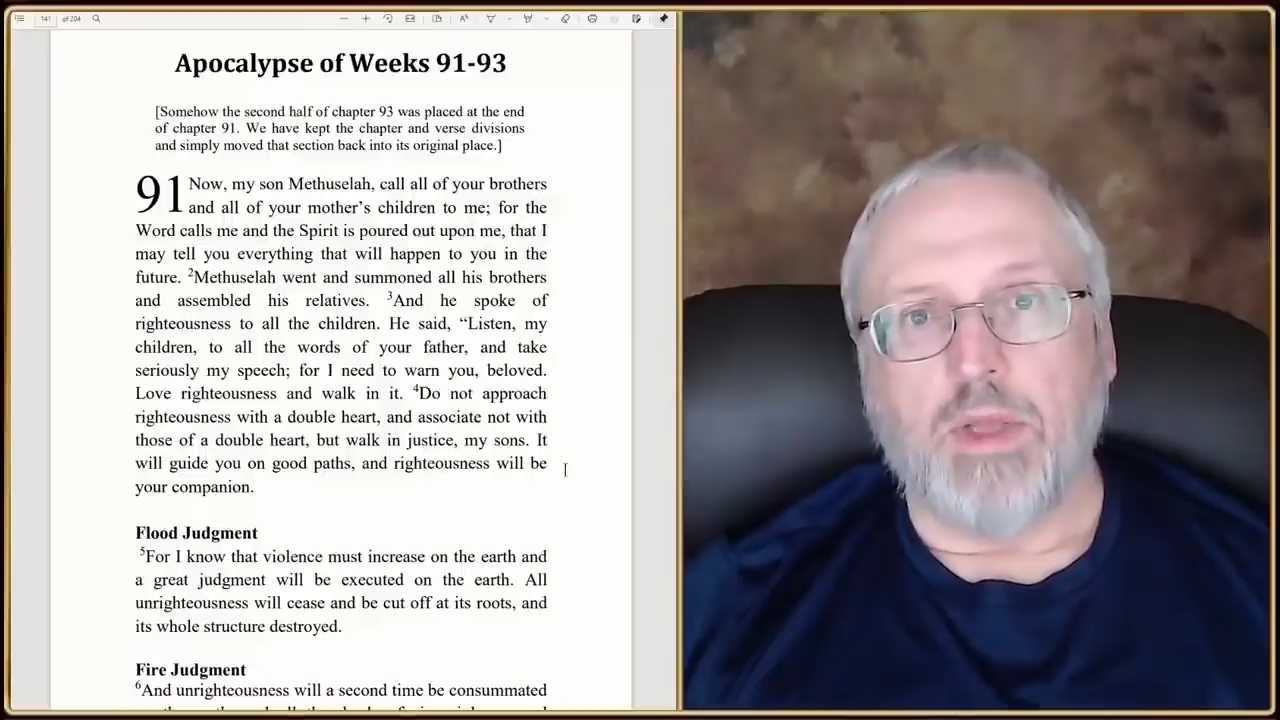 141 of 204
Apocalypse of Weeks 91-93
[Somehow the second half of chapter 93 was placed at the end
of chapter 91. We have kept the chapter and verse divisions
and simply moved that section back into its original place.]
91 Now, my son Methuselah, call all of your brothers
and all of your mother’s children to me; for the
Word calls me and the Spirit is poured out upon me, that I
may tell you everything that will happen to you in the
future. ²Methuselah went and summoned all his brothers
and assembled his relatives. ³And he spoke of
righteousness to all the children. He said, “Listen, my
children, to all the words of your father, and take
seriously my speech; for I need to warn you, beloved.
Love righteousness and walk in it. ⁴Do not approach
righteousness with a double heart, and associate not with
those of a double heart, but walk in justice, my sons. It
will guide you on good paths, and righteousness will be
your companion.
Flood Judgment
⁵For I know that violence must increase on the earth and
a great judgment will be executed on the earth. All
unrighteousness will cease and be cut off at its roots, and
its whole structure destroyed.
Fire Judgment
⁶And unrighteousness will a second time be consummated